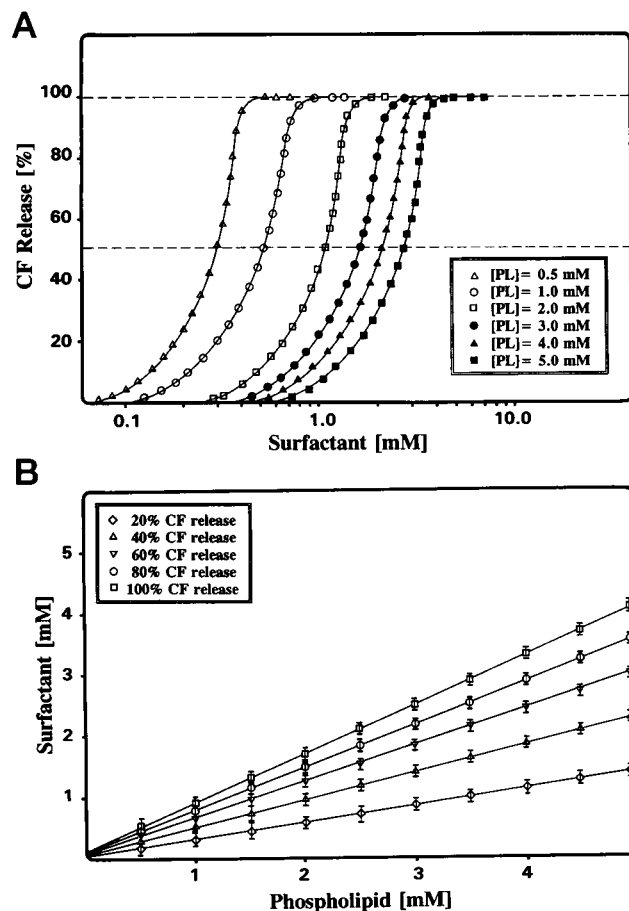 A
CF Release [%]
100
80
60
40
20
[PL]= 0.5 mM
[PL]= 1.0 mM
[PL]= 2.0 mM
[PL]= 3.0 mM
[PL]= 4.0 mM
[PL]= 5.0 mM
0.1
1.0
10.0
Surfactant [mM]
B
20% CF release
40% CF release
60% CF release
80% CF release
100% CF release
Surfactant [mM]
5
4
3
2
1
1
2
3
4
Phospholipid [mM]